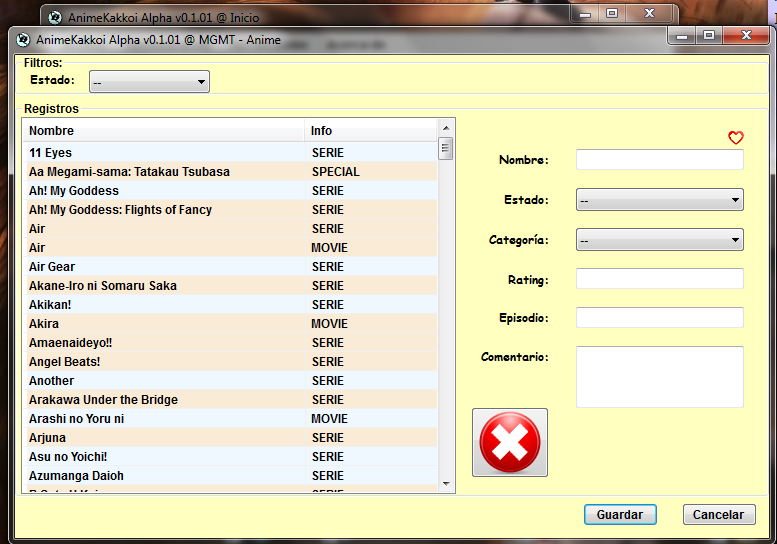 AnimeKakkoi Alpha v0.1.01 @ Inicio
AnimeKakkoi Alpha v0.1.01 @ MGMT - Anime
Filtros:
Estado: --
Registros
Nombre Info
11 Eyes SERIE
Aa Megami-sama: Tatakau Tsubasa SPECIAL
Ah! My Goddess SERIE
Ah! My Goddess: Flights of Fancy SERIE
Air SERIE
Air MOVIE
Air Gear SERIE
Akane-Iro ni Somaru Saka SERIE
Akikan! SERIE
Akira MOVIE
Amaenaideyo!! SERIE
Angel Beats! SERIE
Another SERIE
Arakawa Under the Bridge SERIE
Arashi no Yoru ni MOVIE
Arjuna SERIE
Asu no Yoichi! SERIE
Azumanga Daioh SERIE
SERIE
Nombre:
Estado: --
Categoría: --
Rating:
Episodio:
Comentario:
Guardar Cancelar